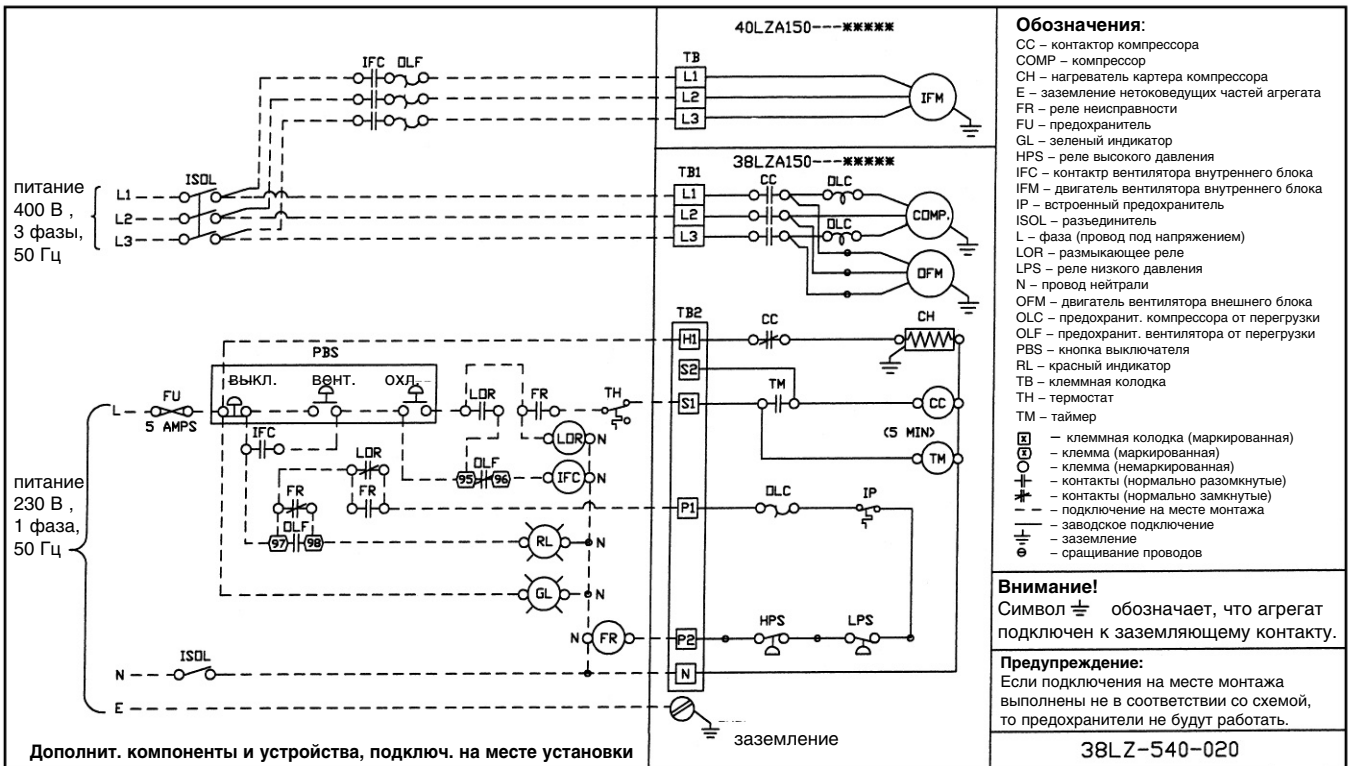 40LZA150---*****
TB
IFC OLF
L1
L2
L3
IFM
38LZA150---*****
TB1
CC
OLC
ISOL
питание
400 В ,
3 фазы,
50 Гц
L1
L2
L3
L1
L2
L3
OLC
COMP.
OFM
TB2
CC
CH
H1
PBS
S2
выкл.
вент.
охл.
FU
L
5 AMPS
LOR
FR
TH
S1
TM
CC
IFC
LOR
N
(5 MIN)
LOR
OLF
95
96
IFC
N
TM
питание
230 В ,
1 фаза,
50 Гц
FR
FR
P1
OLC
IP
OLF
97
98
RL
N
GL
N
HPS
LPS
N
FR
P2
ISOL
N
N
E
заземление
Дополнит. компоненты и устройства, подключ. на месте установки
Обозначения:
CC – контактор компрессора
COMP – компрессор
CH – нагреватель картера компрессора
E – заземление нетоковедущих частей агрегата
FR – реле неисправности
FU – предохранитель
GL – зеленый индикатор
HPS – реле высокого давления
IFC – контактр вентилятора внутреннего блока
IFM – двигатель вентилятора внутреннего блока
IP – встроенный предохранитель
ISOL – разъединитель
L – фаза (провод под напряжением)
LOR – размыкающее реле
LPS – реле низкого давления
N – провод нейтрали
OFM – двигатель вентилятора внешнего блока
OLC – предохранит. компрессора от перегрузки
OLF – предохранит. вентилятора от перегрузки
PBS – кнопка выключателя
RL – красный индикатор
TB – клеммная колодка
TH – термостат
TM – таймер
x – клеммная колодка (маркированная)
x – клемма (маркированная)
– клемма (немаркированная)
– контакты (нормально разомкнутые)
– контакты (нормально замкнутые)
– подключение на месте монтажа
– заводское подключение
– заземление
– сращивание проводов
Внимание!
Символ обозначает, что агрегат
подключен к заземляющему контакту.
Предупреждение:
Если подключения на месте монтажа
выполнены не в соответствии со схемой,
то предохранители не будут работать.
38LZ-540-020